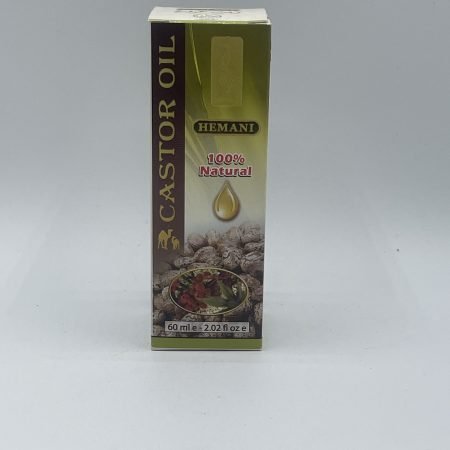 CASTOR OIL
HEMANI
100%
Natural
60 ml e - 2.02 fl oz e